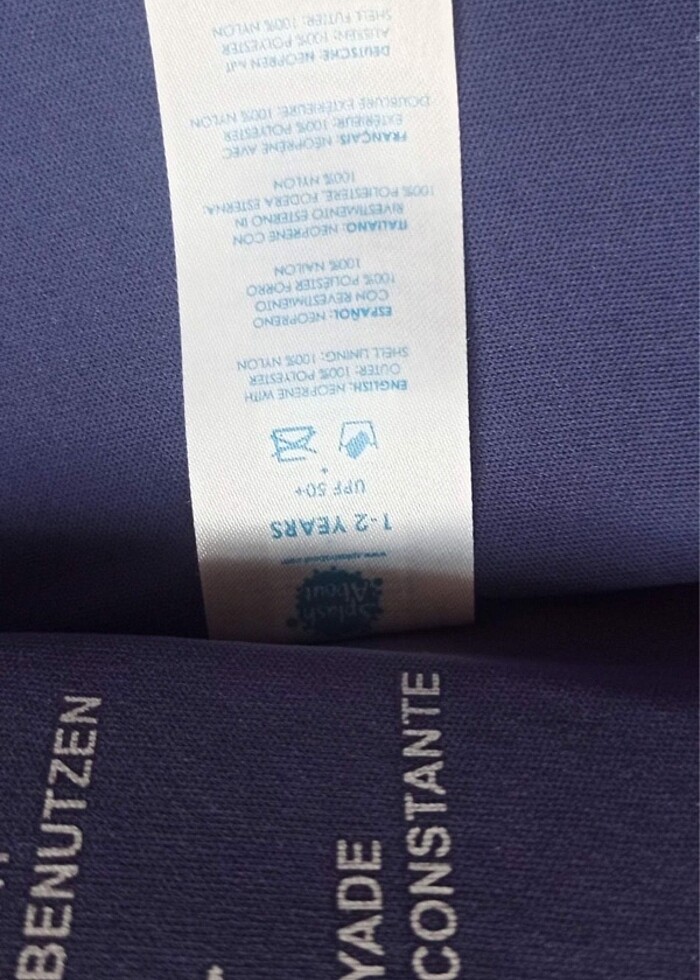 Splash
About
1-2 YEARS
UPF 50+
ENGLISH: NEOPRENE WITH
OUTER: 100% POLYESTER
SHELL LINING: 100% NYLON
ESPAÑOL: NEOPRENO
CON REVESTIMIENTO
100% POLIESTER FORRO
100% NAILON
ITALIANO: NEOPRENE CON
RIVESTIMENTO ESTERNO IN
100% POLIESTERE, FODERA ESTERNA:
100% NYLON
FRANÇAIS: NEOPRÈNE AVEC
EXTÉRIEUR: 100% POLYESTER
DOUBLURE EXTÉRIEURE: 100% NYLON
DEUTSCHE: NEOPREN MIT
AUSSEN: 100% POLYESTER
SHELL FUTTER: 100% NYLON
BENUTZEN
YADE
CONSTANTE